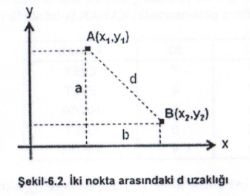 y
A(x₁,y₁)
d
a
B(x₂,y₂)
b
x
Şekil-6.2. İki nokta arasındaki d uzaklığı